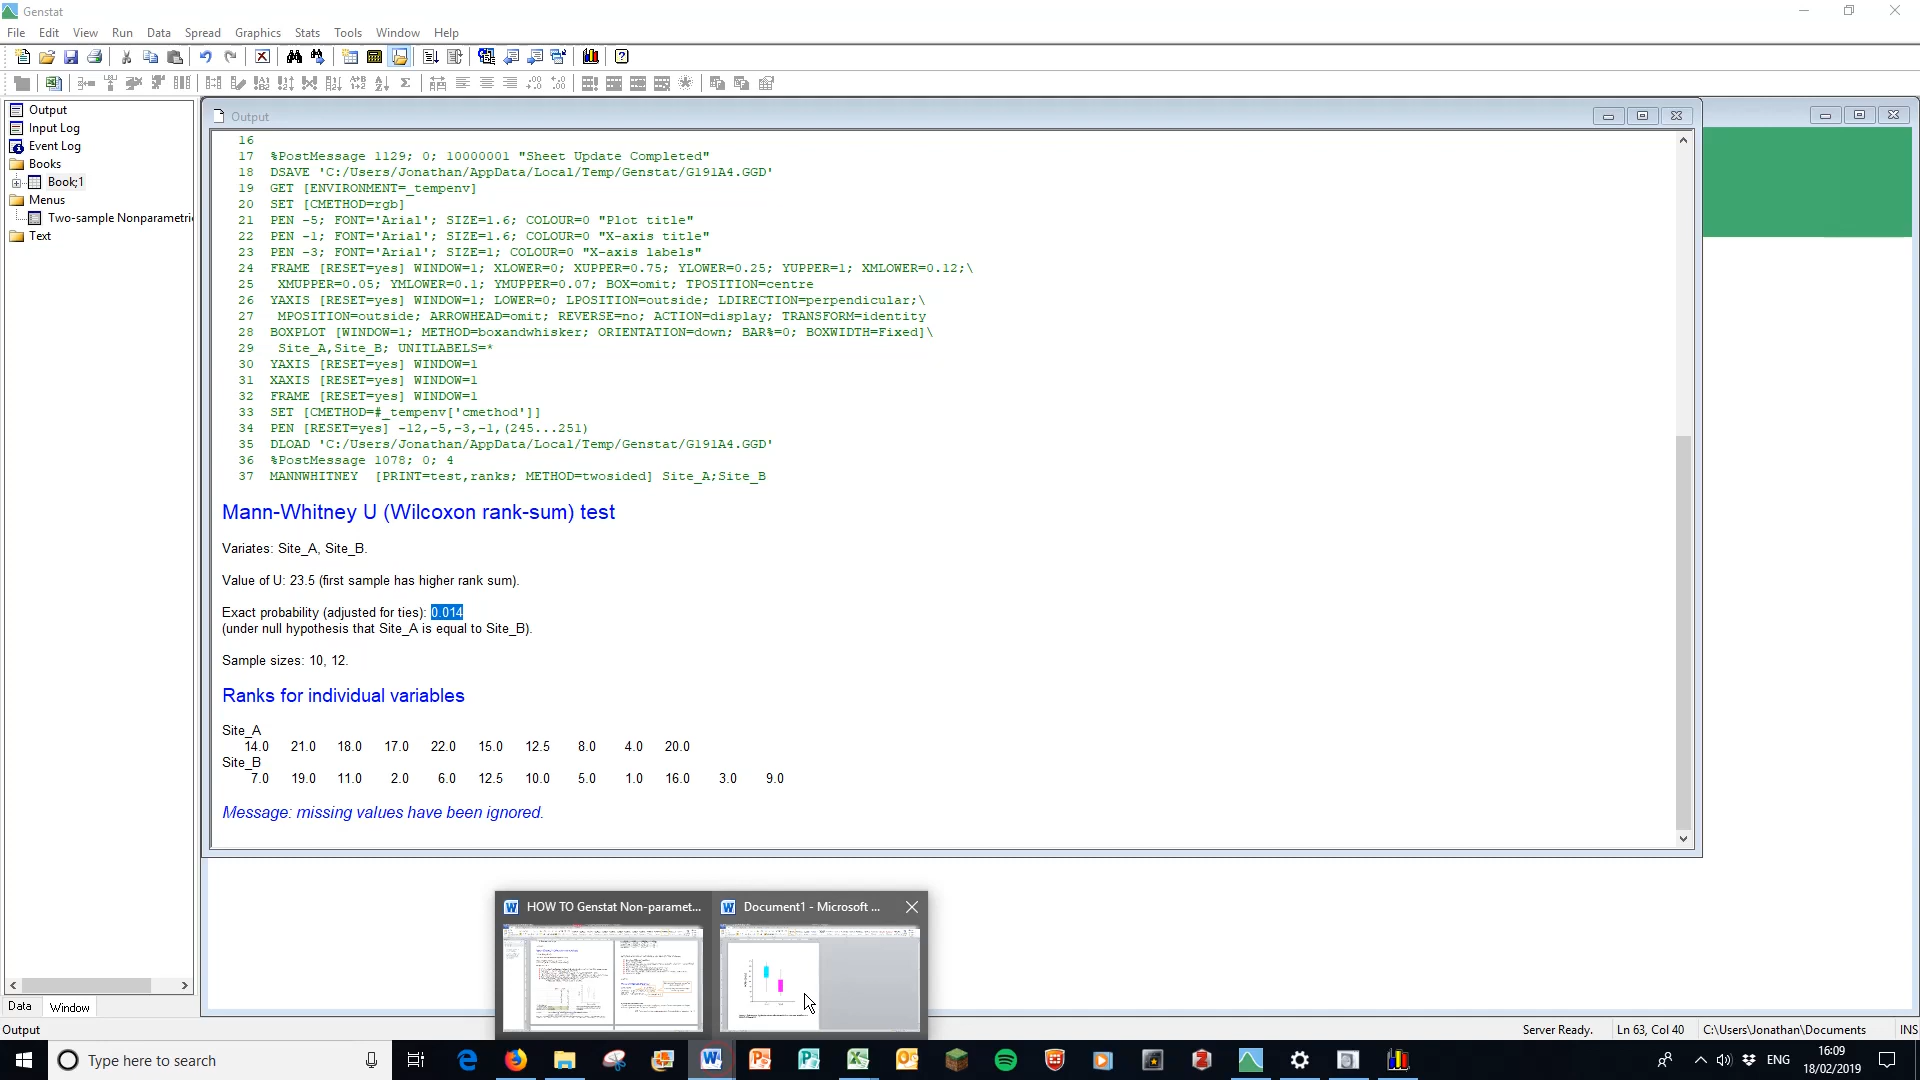 Genstat
File Edit View Run Data Spread Graphics Stats Tools Window Help
Output
Input Log
Event Log
Books
Book;1
Menus
Two-sample Nonparametri
Text
Output
16
17 %PostMessage 1129; 0; 10000001 "Sheet Update Completed"
18 DSAVE 'C:/Users/Jonathan/AppData/Local/Temp/Genstat/G191A4.GGD'
19 GET [ENVIRONMENT=_tempenv]
20 SET [CMETHOD=rgb]
21 PEN -5; FONT='Arial'; SIZE=1.6; COLOUR=0 "Plot title"
22 PEN -1; FONT='Arial'; SIZE=1.6; COLOUR=0 "X-axis title"
23 PEN -3; FONT='Arial'; SIZE=1; COLOUR=0 "X-axis labels"
24 FRAME [RESET=yes] WINDOW=1; XLOWER=0; XUPPER=0.75; YLOWER=0.25; YUPPER=1; XMLOWER=0.12;\
25 XMUPPER=0.05; YMLOWER=0.1; YMUPPER=0.07; BOX=omit; TPOSITION=centre
26 YAXIS [RESET=yes] WINDOW=1; LOWER=0; LPOSITION=outside; LDIRECTION=perpendicular;\
27 MPOSITION=outside; ARROWHEAD=omit; REVERSE=no; ACTION=display; TRANSFORM=identity
28 BOXPLOT [WINDOW=1; METHOD=boxandwhisker; ORIENTATION=down; BAR%=0; BOXWIDTH=Fixed]\
29 Site_A,Site_B; UNITLABELS=*
30 YAXIS [RESET=yes] WINDOW=1
31 XAXIS [RESET=yes] WINDOW=1
32 FRAME [RESET=yes] WINDOW=1
33 SET [CMETHOD=#_tempenv['cmethod']]
34 PEN [RESET=yes] -12,-5,-3,-1,(245...251)
35 DLOAD 'C:/Users/Jonathan/AppData/Local/Temp/Genstat/G191A4.GGD'
36 %PostMessage 1078; 0; 4
37 MANNWHITNEY [PRINT=test,ranks; METHOD=twosided] Site_A;Site_B
Mann-Whitney U (Wilcoxon rank-sum) test
Variates: Site_A, Site_B.
Value of U: 23.5 (first sample has higher rank sum).
Exact probability (adjusted for ties): 0.014
(under null hypothesis that Site_A is equal to Site_B).
Sample sizes: 10, 12.
Ranks for individual variables
Site_A
14.0 21.0 18.0 17.0 22.0 15.0 12.5 8.0 4.0 20.0
Site_B
7.0 19.0 11.0 2.0 6.0 12.5 10.0 5.0 1.0 16.0 3.0 9.0
Message: missing values have been ignored.
HOW TO Genstat Non-paramet... Document1 - Microsoft ...
Data Window
Output Server Ready. Ln 63, Col 40 C:\Users\Jonathan\Documents INS
Type here to search ENG 16:09
18/02/2019